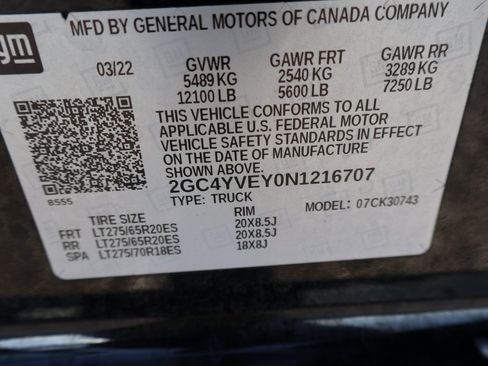 gm
MFD BY GENERAL MOTORS OF CANADA COMPANY
03/22 GVWR GAWR FRT GAWR RR
5489 KG 2540 KG 3289 KG
12100 LB 5600 LB 7250 LB
THIS VEHICLE CONFORMS TO ALL
APPLICABLE U.S. FEDERAL MOTOR
VEHICLE SAFETY STANDARDS IN EFFECT
ON THE DATE OF MANUFACTURE
SHOWN ABOVE.
2GC4YVEY0N1216707
8555
TYPE: TRUCK MODEL: 07CK30743
TIRE SIZE RIM
FRT LT275/65R20ES 20X8.5J
RR LT275/65R20ES 20X8.5J
SPA LT275/70R18ES 18X8J